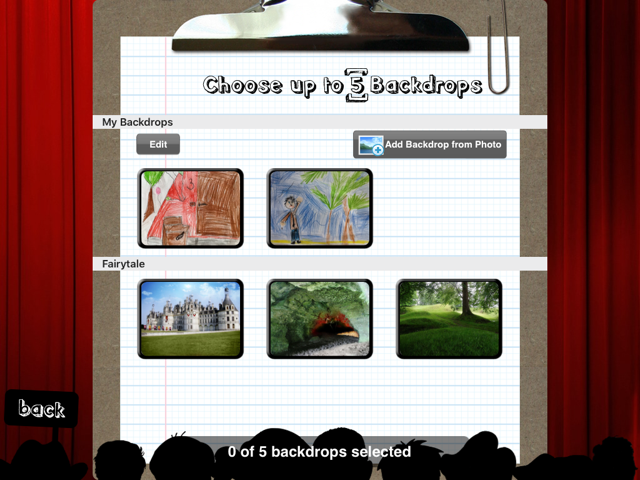 Choose up to 5 Backdrops
My Backdrops
Edit
Add Backdrop from Photo
Fairytale
back
0 of 5 backdrops selected